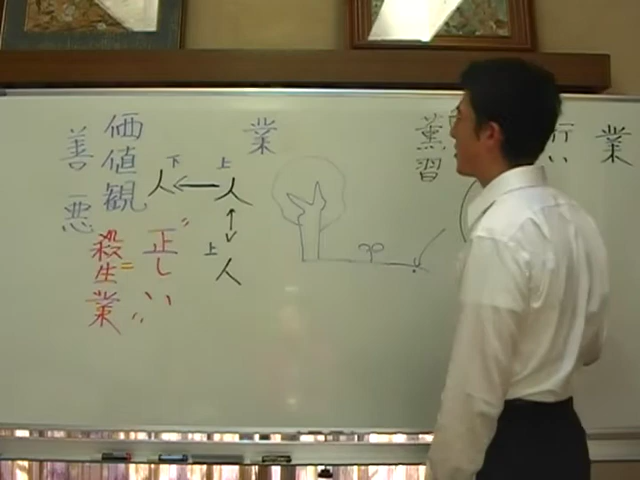 業
行い
薫習
業
上
人
上
人
下
人
価値観
善 悪
"正しい"
殺生業